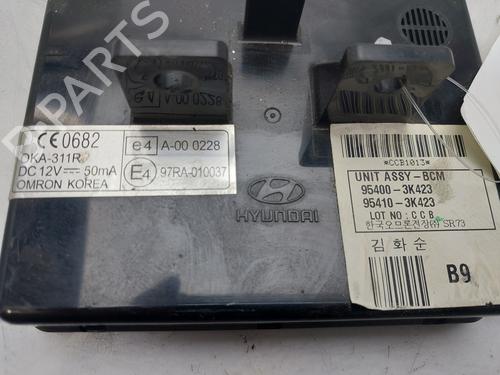 CE 0682
OKA-311R
DC 12V⎓ 50mA
OMRON KOREA
e4 A-00 0228
E4 97RA-010037
HYUNDAI
*CCB1013*
UNIT ASSY-BCM
95400-3K423
95410-3K423
LOT NO: C C B
한국오므론전장㈜ SR73
김화순
B9
B-PARTS